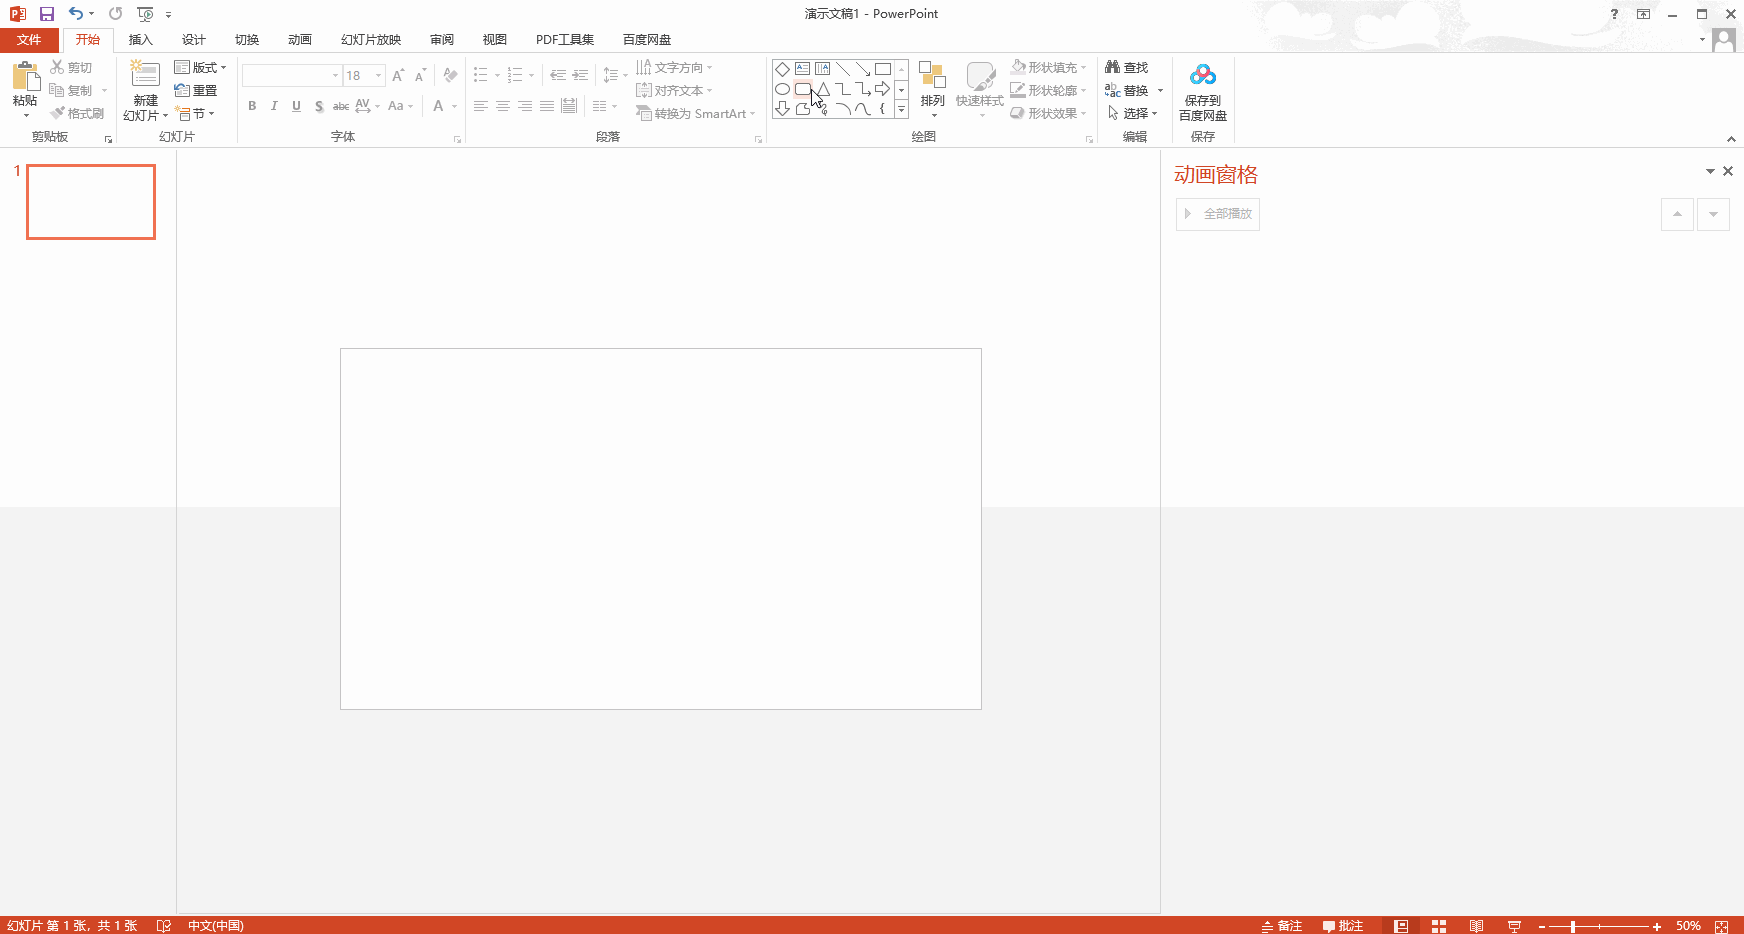 演示文稿1 - PowerPoint
?
文件 开始 插入 设计 切换 动画 幻灯片放映 审阅 视图 PDF工具集 百度网盘
粘贴
剪切
复制
格式刷
剪贴板
新建
幻灯片
版式
重置
节
幻灯片
18
B I U S abc AV Aa A
字体
文字方向
对齐文本
转换为 SmartArt
段落
排列
快速样式
形状填充
形状轮廓
形状效果
绘图
查找
替换
选择
编辑
保存到
百度网盘
保存
1
动画窗格
全部播放
幻灯片 第 1 张，共 1 张 中文(中国) 备注 批注 50%